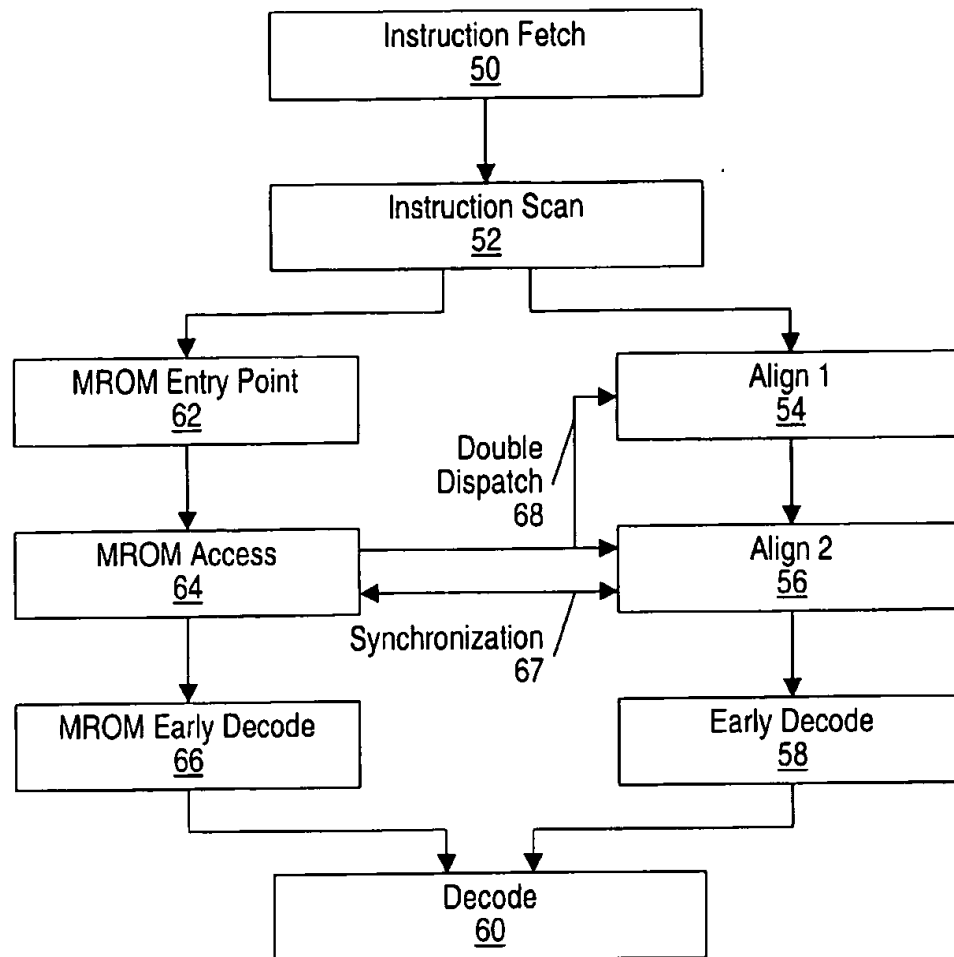 Instruction Fetch
50
Instruction Scan
52
MROM Entry Point
62
Align 1
54
Double
Dispatch
68
MROM Access
64
Align 2
56
Synchronization
67
MROM Early Decode
66
Early Decode
58
Decode
60